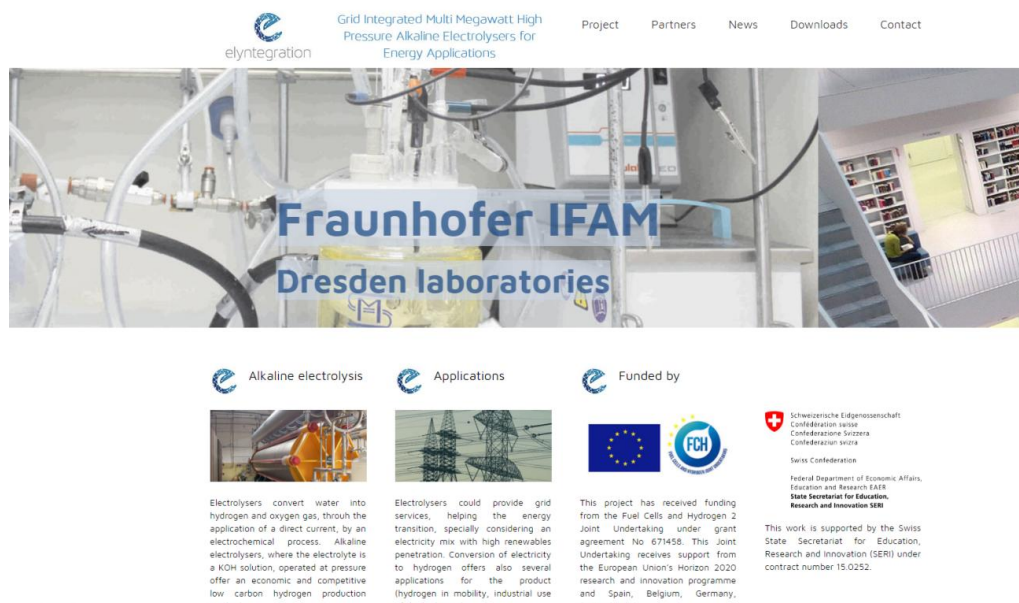 elyntegration
Grid Integrated Multi Megawatt High
Pressure Alkaline Electrolysers for
Energy Applications
Project
Partners
News
Downloads
Contact
Fraunhofer IFAM
Dresden laboratories
Alkaline electrolysis
Electrolysers convert water into
hydrogen and oxygen gas, throuh the
application of a direct current, by an
electrochemical process. Alkaline
electrolysers, where the electrolyte is
a KOH solution, operated at pressure
offer an economic and competitive
low carbon hydrogen production
Applications
Electrolysers could provide grid
services, helping the energy
transition, specially considering an
electricity mix with high renewables
penetration. Conversion of electricity
to hydrogen offers also several
applications for the product
(hydrogen in mobility, industrial use
Funded by
FCH
This project has received funding
from the Fuel Cells and Hydrogen 2
Joint Undertaking under grant
agreement No 671458. This Joint
Undertaking receives support from
the European Union's Horizon 2020
research and innovation programme
and Spain, Belgium, Germany,
Schweizerische Eidgenossenschaft
Confédération suisse
Confederazione Svizzera
Confederaziun svizra
Swiss Confederation
Federal Department of Economic Affairs,
Education and Research EAER
State Secretariat for Education,
Research and Innovation SERI
This work is supported by the Swiss
State Secretariat for Education,
Research and Innovation (SERI) under
contract number 15.0252.